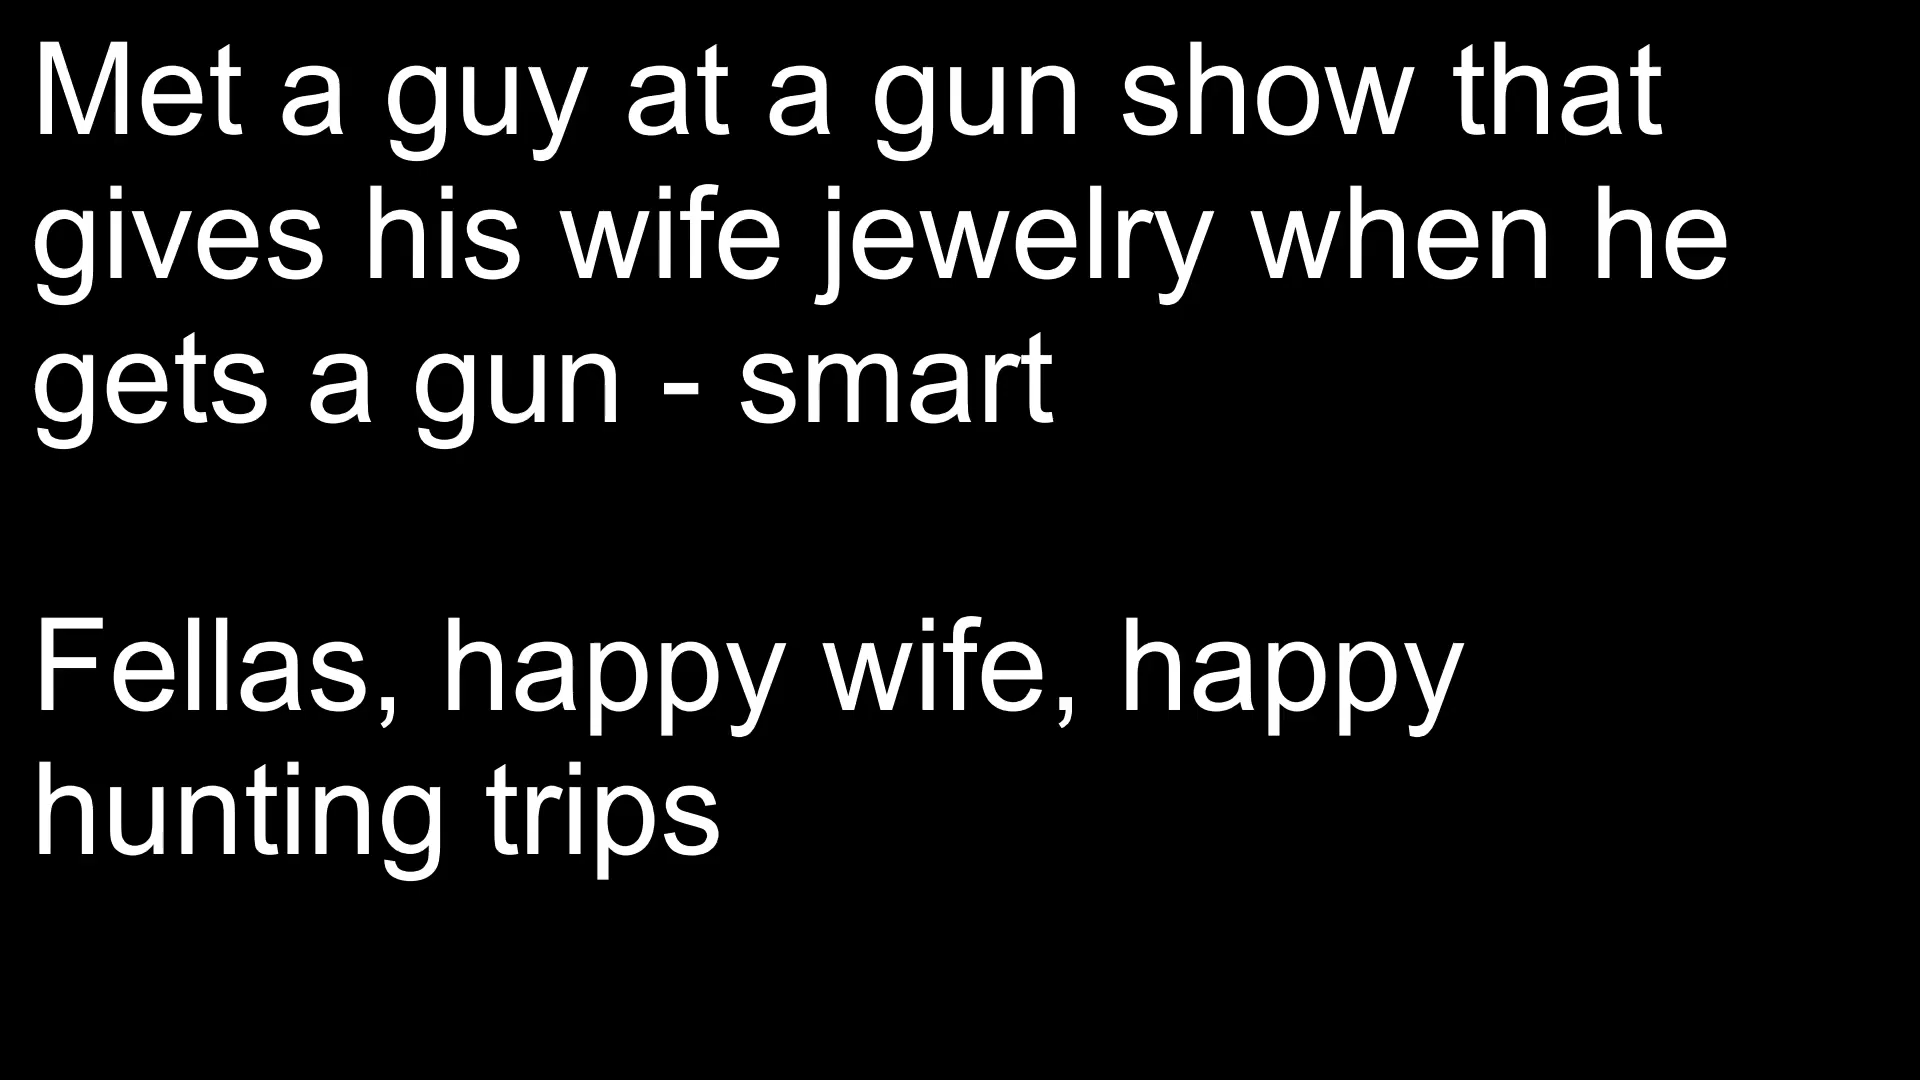 Met a guy at a gun show that
gives his wife jewelry when he
gets a gun - smart
Fellas, happy wife, happy
hunting trips